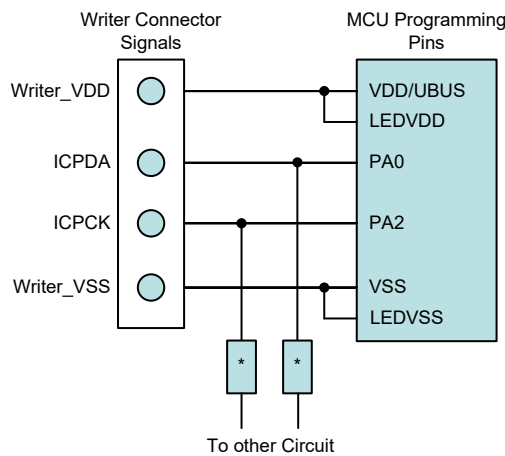 Writer Connector
Signals
MCU Programming
Pins
Writer_VDD
VDD/UBUS
LEDVDD
ICPDA
PA0
ICPCK
PA2
Writer_VSS
VSS
LEDVSS
*
*
To other Circuit